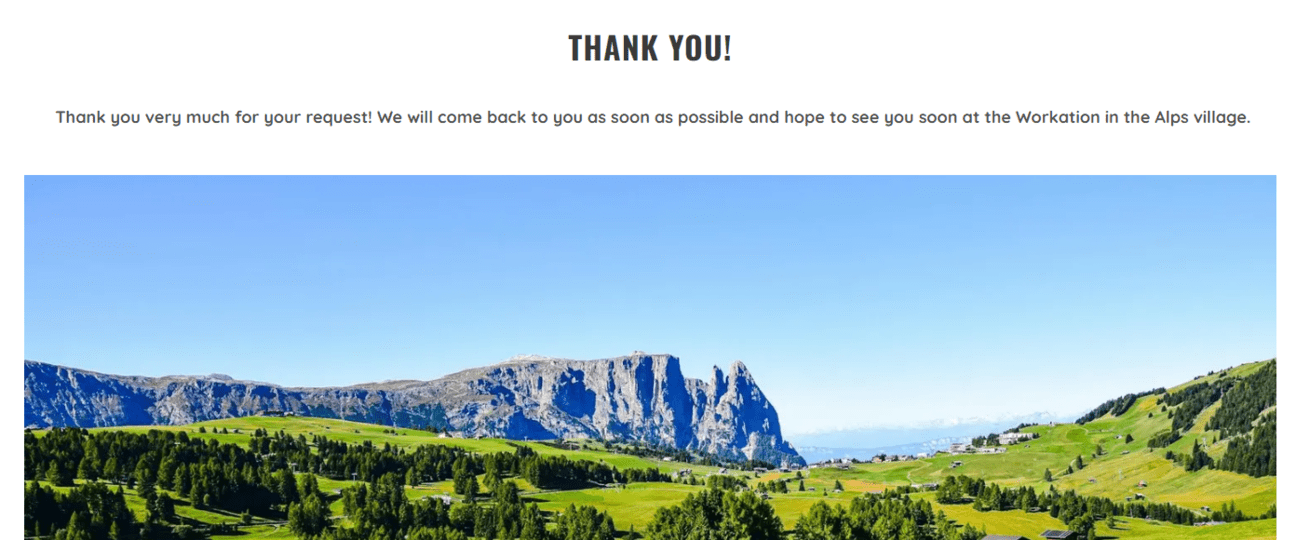 THANK YOU!
Thank you very much for your request! We will come back to you as soon as possible and hope to see you soon at the Workation in the Alps village.